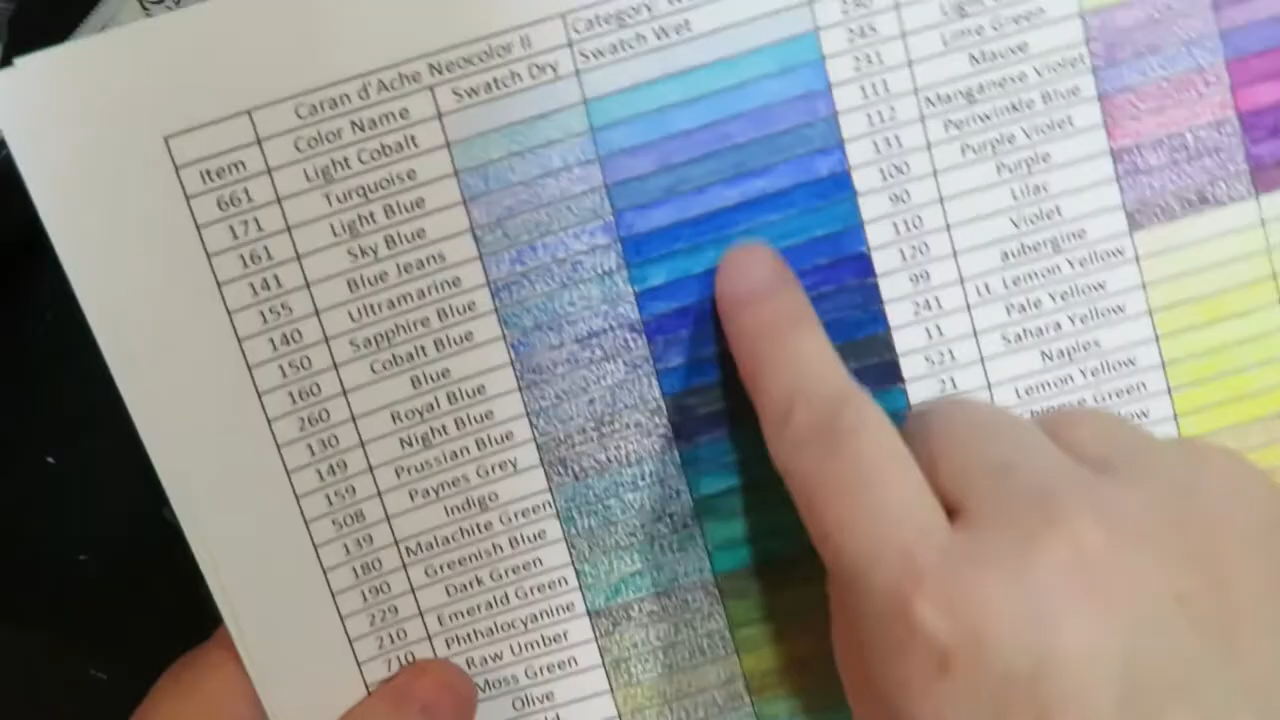 Caran d'Ache Neocolor II
Category
Item Color Name Swatch Dry Swatch Wet
661 Light Cobalt
171 Turquoise
161 Light Blue
141 Sky Blue
155 Blue Jeans
140 Ultramarine
150 Sapphire Blue
160 Cobalt Blue
260 Blue
130 Royal Blue
149 Night Blue
159 Prussian Blue
508 Paynes Grey
139 Indigo
180 Malachite Green
190 Greenish Blue
229 Dark Green
210 Emerald Green
710 Phthalocyanine
Raw Umber
Moss Green
Olive
245
231 Lime Green
111 Mauve
112 Manganese Violet
131 Periwinkle Blue
100 Purple Violet
90 Purple
110 Lilac
120 Violet
99 aubergine
241 Lt. Lemon Yellow
11 Pale Yellow
521 Sahara Yellow
21 Naples
Lemon Yellow
Green